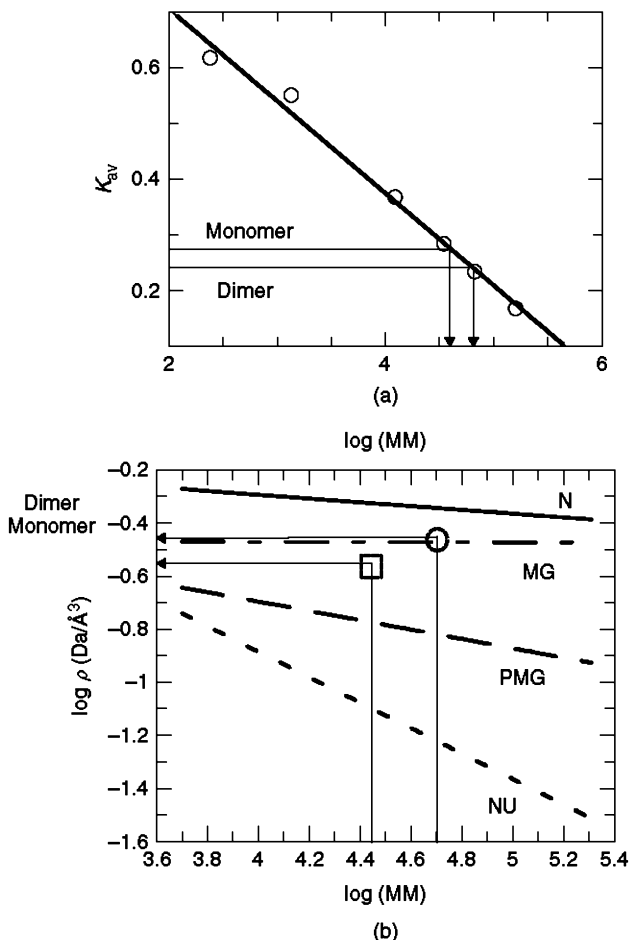 0.6
0.4
0.2
K_av
Monomer
Dimer
2 4 6
(a)
log (MM)
Dimer
Monomer
−0.2
−0.4
−0.6
−0.8
−1
−1.2
−1.4
−1.6
log ρ (Da/Å³)
N
MG
PMG
NU
3.6 3.8 4 4.2 4.4 4.6 4.8 5 5.2 5.4
log (MM)
(b)